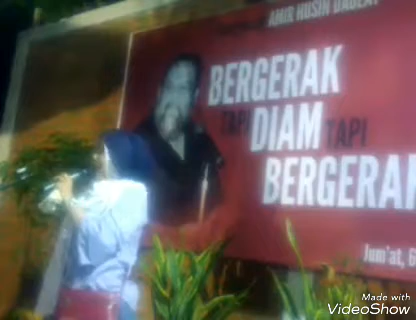 AMIR HUSIN DAULAY
BERGERAK
TAPI DIAM TAPI
BERGERAK
Jum'at, 6
Made with
VideoShow